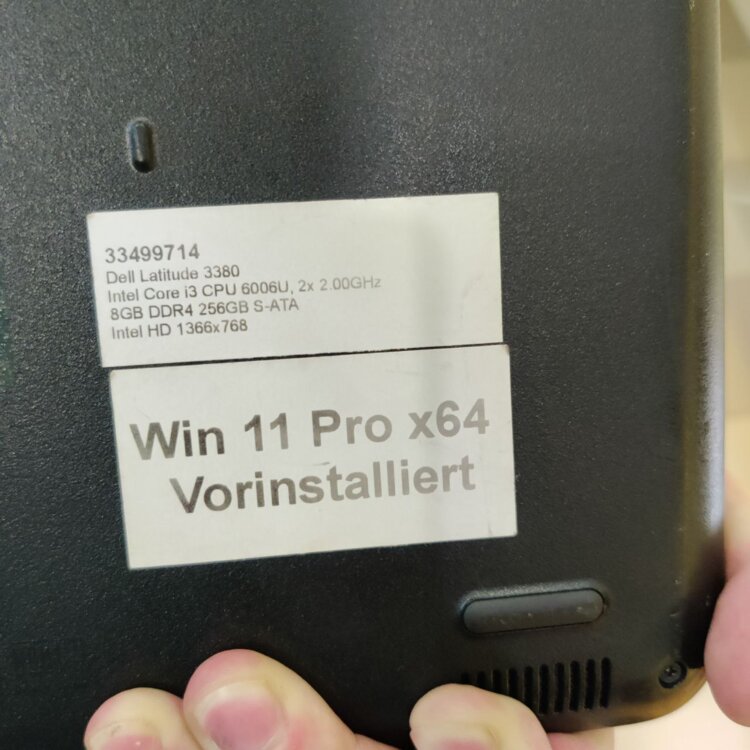 33499714
Dell Latitude 3380
Intel Core i3 CPU 6006U, 2x 2.00GHz
8GB DDR4 256GB S-ATA
Intel HD 1366x768
Win 11 Pro x64
Vorinstalliert